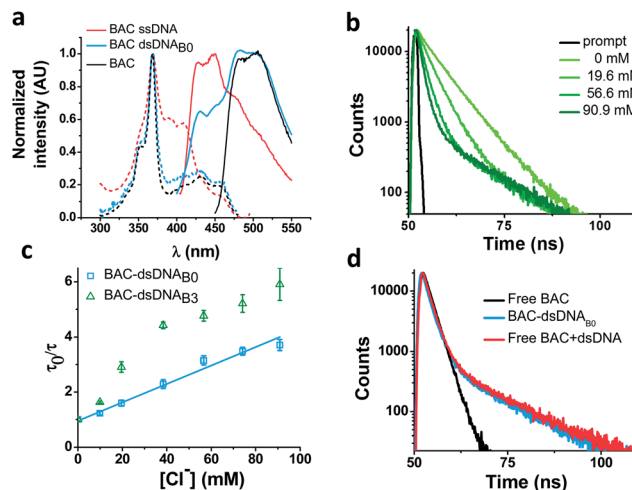 a
BAC ssDNA
BAC dsDNAB0
BAC
Normalized
intensity (AU)
1.0
0.8
0.6
0.4
0.2
0.0
300 350 400 450 500 550
λ (nm)
b
prompt
0 mM
19.6 mM
56.6 mM
90.9 mM
Counts
10000
1000
100
50 75 100
Time (ns)
c
BAC-dsDNAB0
BAC-dsDNAB3
τ0/τ
6
4
2
0
0 20 40 60 80 100
[Cl-] (mM)
d
Free BAC
BAC-dsDNAB0
Free BAC+dsDNA
Counts
10000
1000
100
50 75 100
Time (ns)